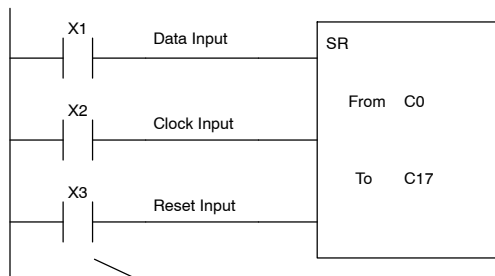 X1
Data Input
SR
From C0
X2
Clock Input
To C17
X3
Reset Input